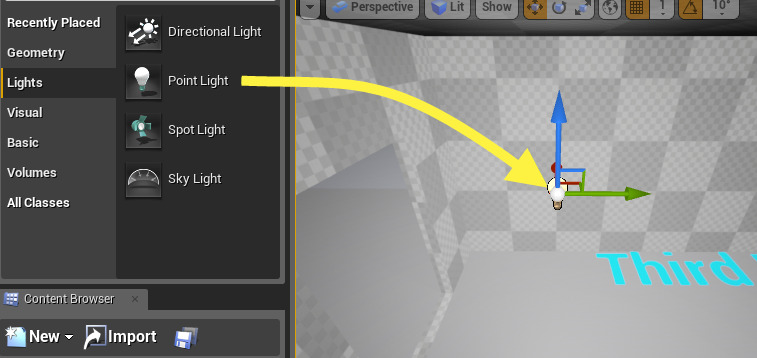 Recently Placed
Geometry
Lights
Visual
Basic
Volumes
All Classes
Directional Light
Point Light
Spot Light
Sky Light
Content Browser
New
Import
Perspective
Lit
Show
1
10°
Third